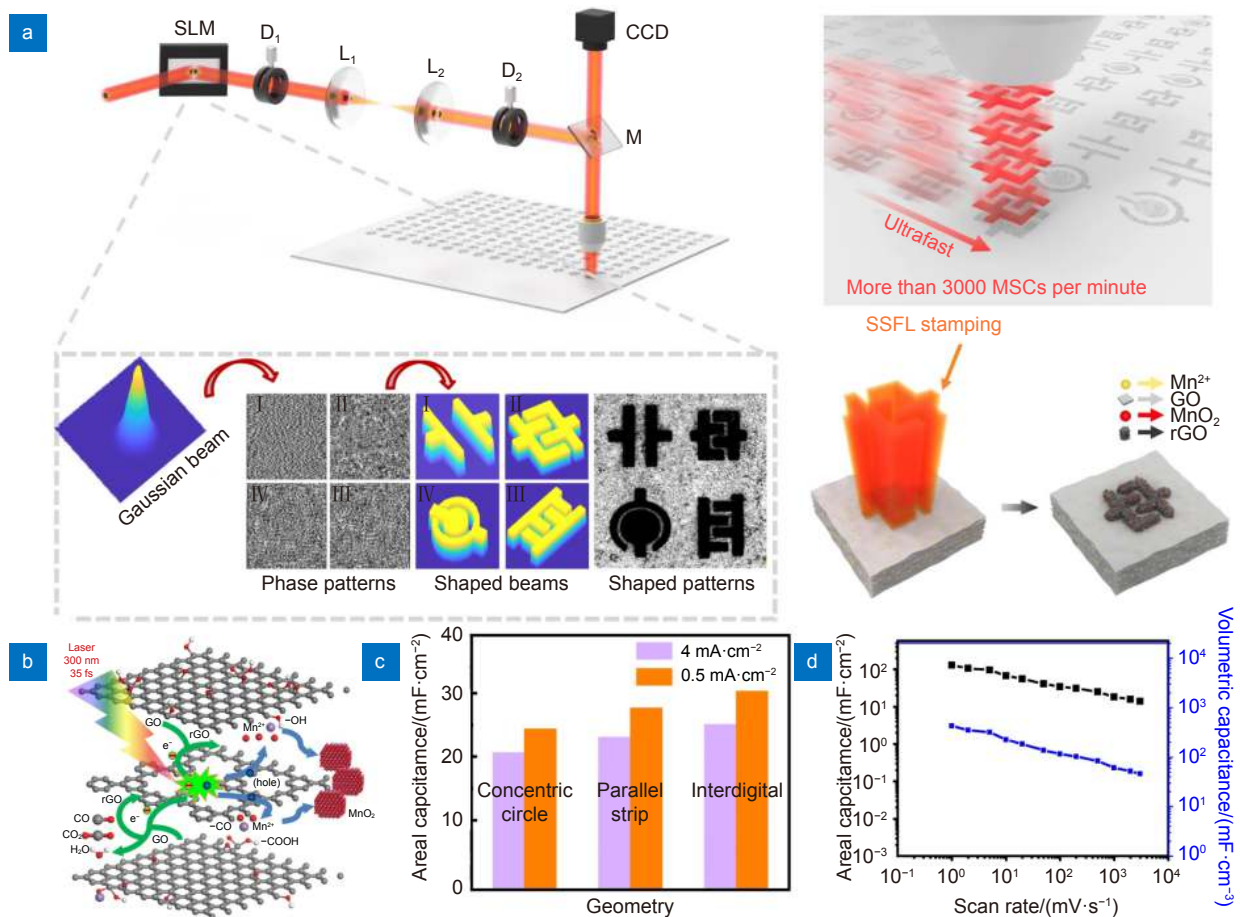 a
SLM
D1
L1
L2
D2
CCD
M
Ultrafast
More than 3000 MSCs per minute
SSFL stamping
Mn2+
GO
MnO2
rGO
Gaussian beam
I
II
IV
III
I
II
IV
III
Phase patterns
Shaped beams
Shaped patterns
b
Laser
300 nm
35 fs
GO
rGO
e−
Mn2+
−OH
(hole)
MnO2
rGO
e−
CO
CO2
H2O
GO
−CO
Mn2+
−COOH
c
Areal capcitamce/(mF·cm−2)
40
30
20
10
0
4 mA·cm−2
0.5 mA·cm−2
Concentric
circle
Parallel
strip
Interdigital
Geometry
d
Areal capcitance/(mF·cm−2)
10²
10¹
10⁰
10−1
10−2
10−3
10−1
10⁰
10¹
10²
10³
10⁴
Scan rate/(mV·s−1)
10⁴
10³
10²
10¹
10⁰
Volumetric capacitance/(mF·cm−3)